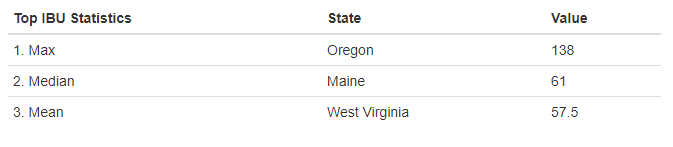 Top IBU Statistics State Value
1. Max Oregon 138
2. Median Maine 61
3. Mean West Virginia 57.5